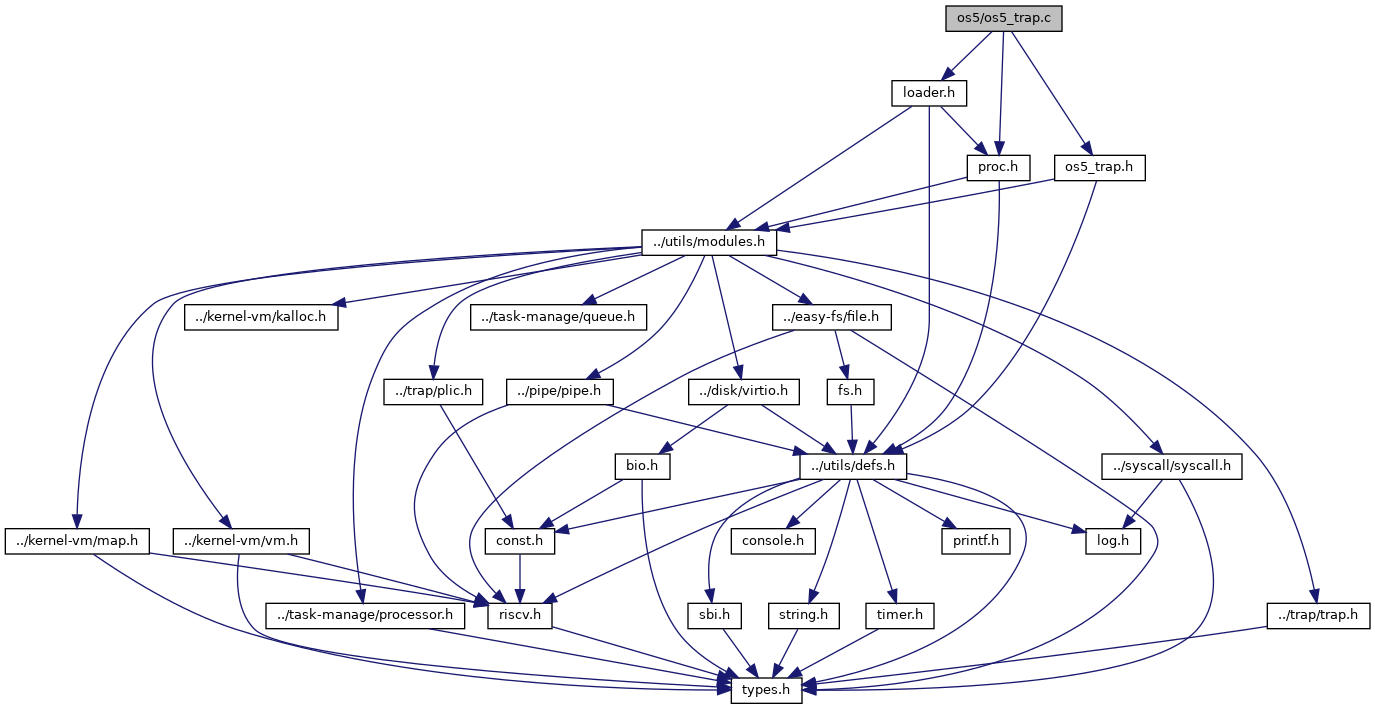 os5/os5_trap.c
loader.h
proc.h
os5_trap.h
../utils/modules.h
../kernel-vm/kalloc.h
../task-manage/queue.h
../easy-fs/file.h
../trap/plic.h
../pipe/pipe.h
../disk/virtio.h
fs.h
bio.h
../utils/defs.h
../syscall/syscall.h
../kernel-vm/map.h
../kernel-vm/vm.h
const.h
console.h
printf.h
log.h
../task-manage/processor.h
riscv.h
sbi.h
string.h
timer.h
../trap/trap.h
types.h